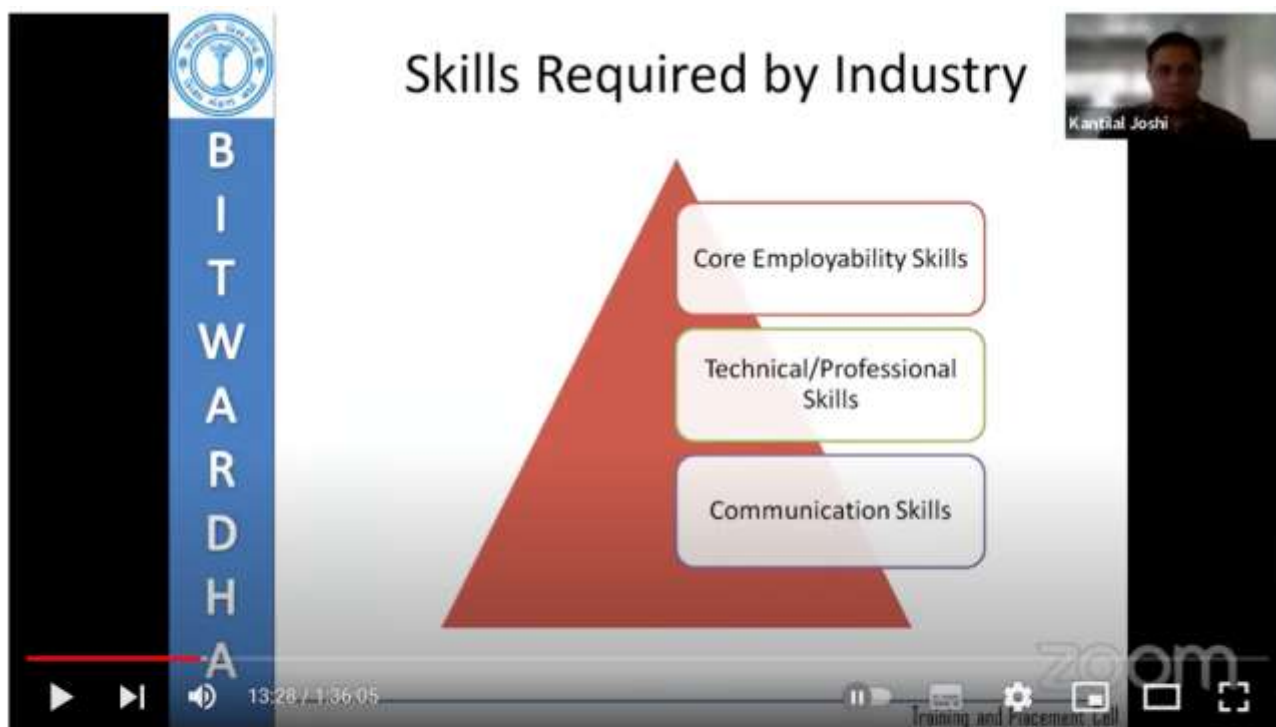 Skills Required by Industry
Kantilal Joshi
B
I
T
W
A
R
D
H
A
Core Employability Skills
Technical/Professional
Skills
Communication Skills
zoom
13:28 / 1:36:05
Training and Placement Cell